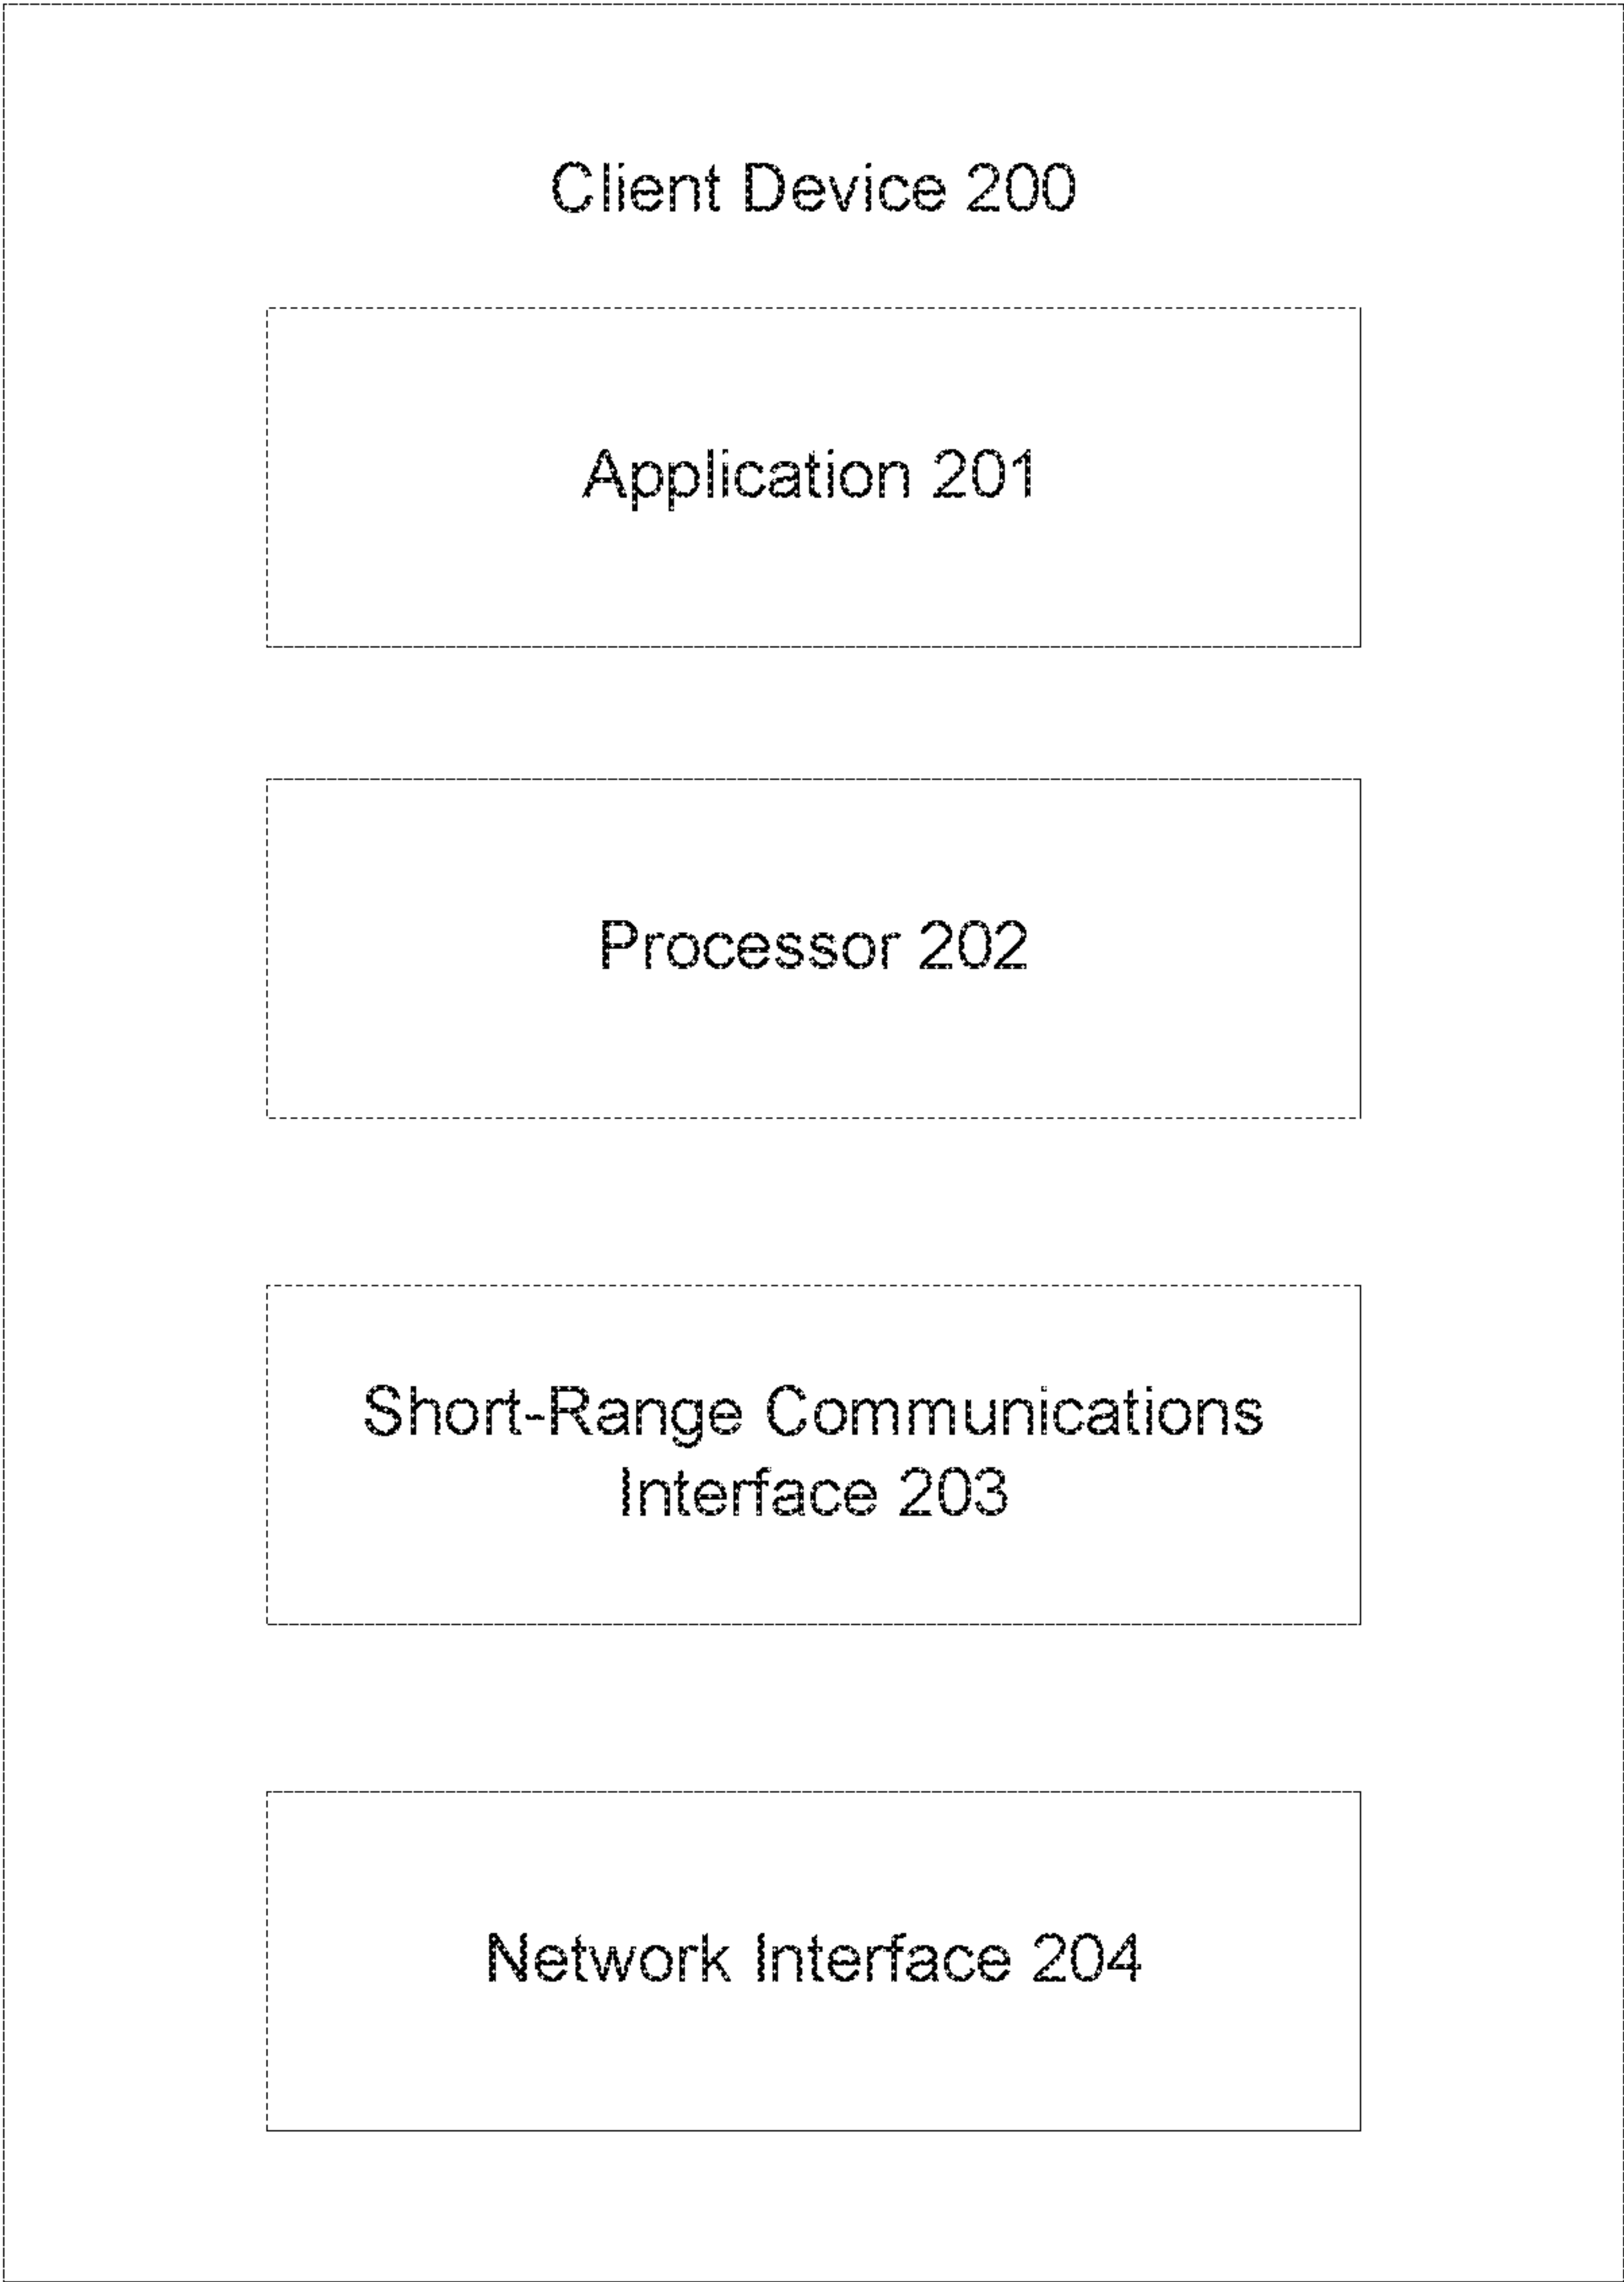 Client Device 200
Application 201
Processor 202
Short-Range Communications
Interface 203
Network Interface 204